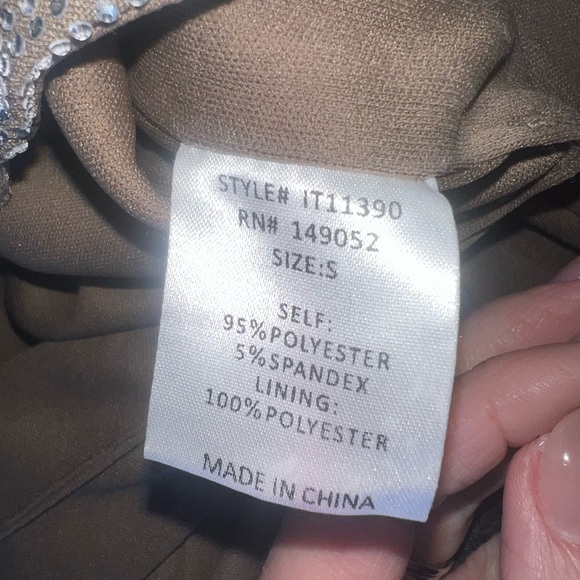 STYLE# IT11390
RN# 149052
SIZE:S
SELF:
95%POLYESTER
5%SPANDEX
LINING:
100%POLYESTER
MADE IN CHINA